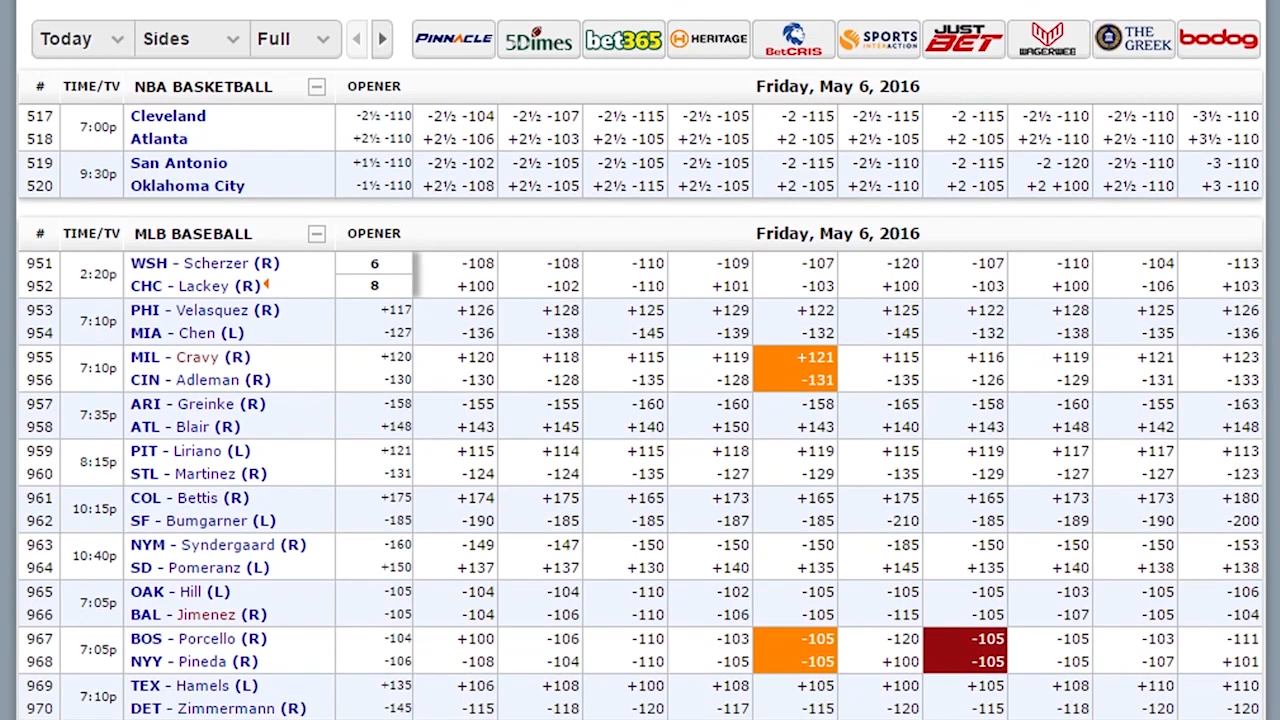 Today Sides Full PINNACLE 5Dimes bet365 HERITAGE BETCRIS SPORTS INTERACTION JUST BET WAGERWEB THE GREEK bodog
# TIME/TV NBA BASKETBALL OPENER Friday, May 6, 2016
517 Cleveland -2½ -110 -2½ -104 -2½ -107 -2½ -115 -2½ -105 -2 -115 -2½ -115 -2 -115 -2½ -110 -2½ -110 -3½ -110
7:00p
518 Atlanta +2½ -110 +2½ -106 +2½ -103 +2½ -115 +2½ -105 +2 -105 +2½ -115 +2 -105 +2½ -110 +2½ -110 +3½ -110
519 San Antonio +1½ -110 -2½ -102 -2½ -105 -2½ -115 -2½ -105 -2 -115 -2½ -110 -2 -115 -2 -120 -2½ -110 -3 -110
9:30p
520 Oklahoma City -1½ -110 +2½ -108 +2½ -105 +2½ -115 +2½ -105 +2 -105 +2½ -110 +2 -105 +2 +100 +2½ -110 +3 -110
# TIME/TV MLB BASEBALL OPENER Friday, May 6, 2016
951 WSH - Scherzer (R) 6 -108 -108 -110 -109 -107 -120 -107 -110 -104 -113
2:20p
952 CHC - Lackey (R) 8 +100 -102 -110 +101 -103 +100 -103 +100 -106 +103
953 PHI - Velasquez (R) +117 +126 +128 +125 +129 +122 +125 +122 +128 +125 +126
7:10p
954 MIA - Chen (L) -127 -136 -138 -145 -139 -132 -145 -132 -138 -135 -136
955 MIL - Cravy (R) +120 +120 +118 +115 +119 +121 +115 +116 +119 +121 +123
7:10p
956 CIN - Adleman (R) -130 -130 -128 -135 -128 -131 -135 -126 -129 -131 -133
957 ARI - Greinke (R) -158 -155 -155 -160 -160 -158 -165 -158 -160 -155 -163
7:35p
958 ATL - Blair (R) +148 +143 +145 +140 +150 +143 +140 +143 +148 +142 +148
959 PIT - Liriano (L) +121 +115 +114 +115 +118 +119 +115 +119 +117 +117 +113
8:15p
960 STL - Martinez (R) -131 -124 -124 -135 -127 -129 -135 -129 -127 -127 -123
961 COL - Bettis (R) +175 +174 +175 +165 +173 +165 +175 +165 +173 +173 +180
10:15p
962 SF - Bumgarner (L) -185 -190 -185 -185 -187 -185 -210 -185 -189 -190 -200
963 NYM - Syndergaard (R) -160 -149 -147 -150 -150 -150 -185 -150 -150 -150 -153
10:40p
964 SD - Pomeranz (L) +150 +137 +137 +130 +140 +135 +145 +135 +140 +138 +138
965 OAK - Hill (L) -105 -104 -104 -110 -102 -105 -105 -105 -103 -105 -106
7:05p
966 BAL - Jimenez (R) -105 -104 -106 -110 -106 -105 -115 -105 -107 -105 -104
967 BOS - Porcello (R) -104 +100 -106 -110 -103 -105 -120 -105 -105 -103 -111
7:05p
968 NYY - Pineda (R) -106 -108 -104 -110 -105 -105 +100 -105 -105 -107 +101
969 TEX - Hamels (L) +135 +106 +108 +100 +108 +105 +100 +105 +108 +110 +110
7:10p
970 DET - Zimmermann (R) -145 -115 -118 -120 -117 -115 -120 -115 -118 -120 -120